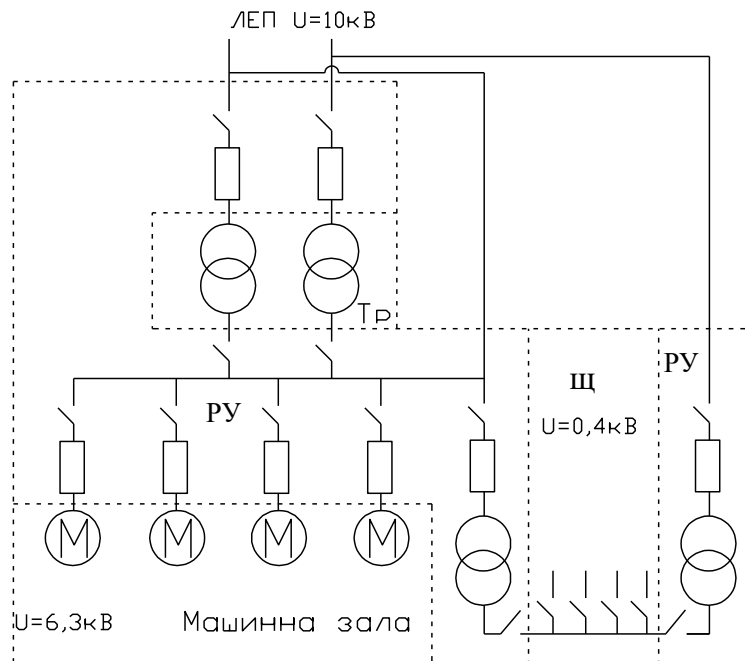 ЛЕП U=10кВ
Тр
РУ
Щ
РУ
U=0,4кВ
М М М М
U=6,3кВ
Машинна зала